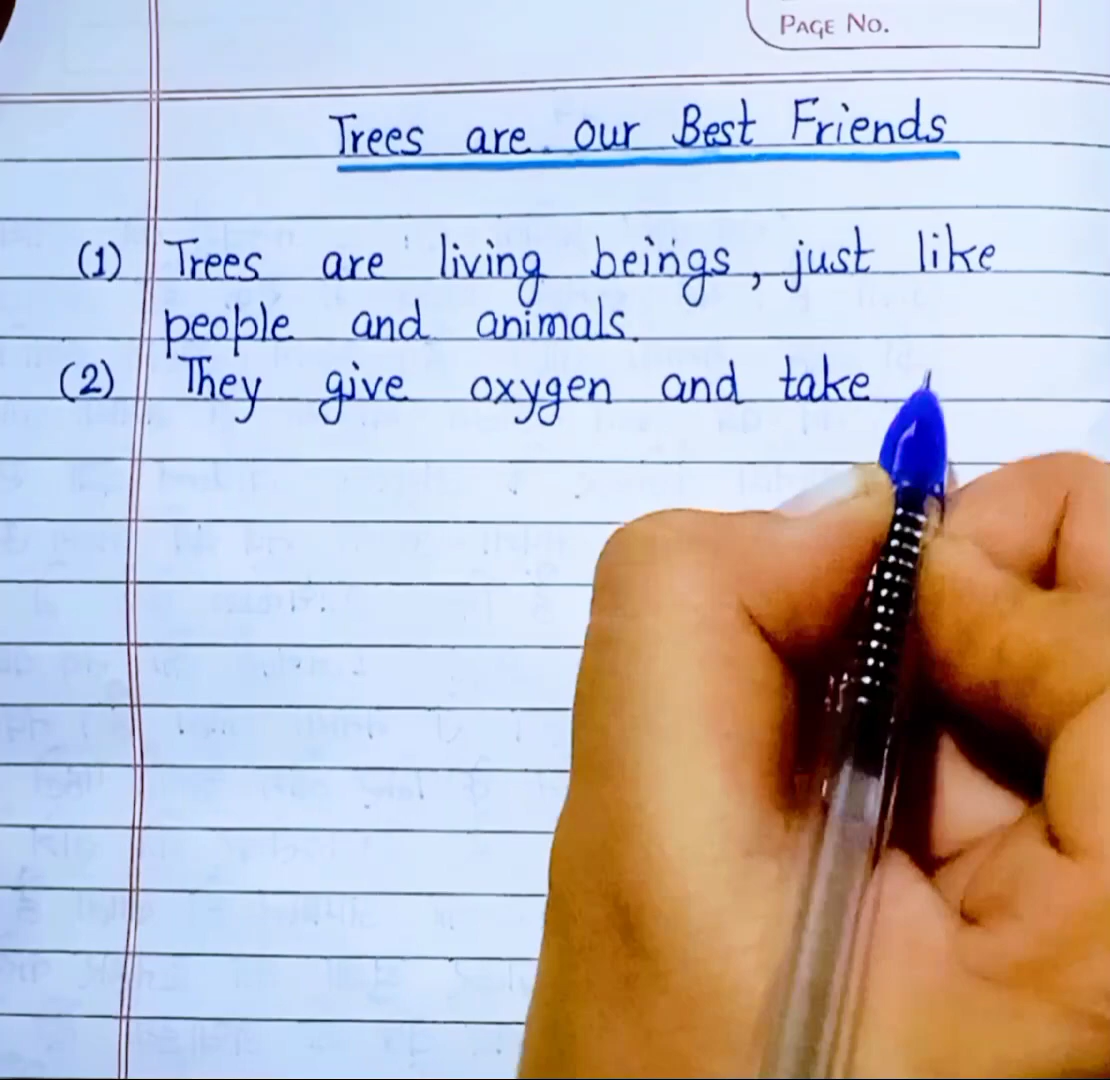 PAGE NO.
Trees are our Best Friends
(1) Trees are living beings, just like
people and animals.
(2) They give oxygen and take